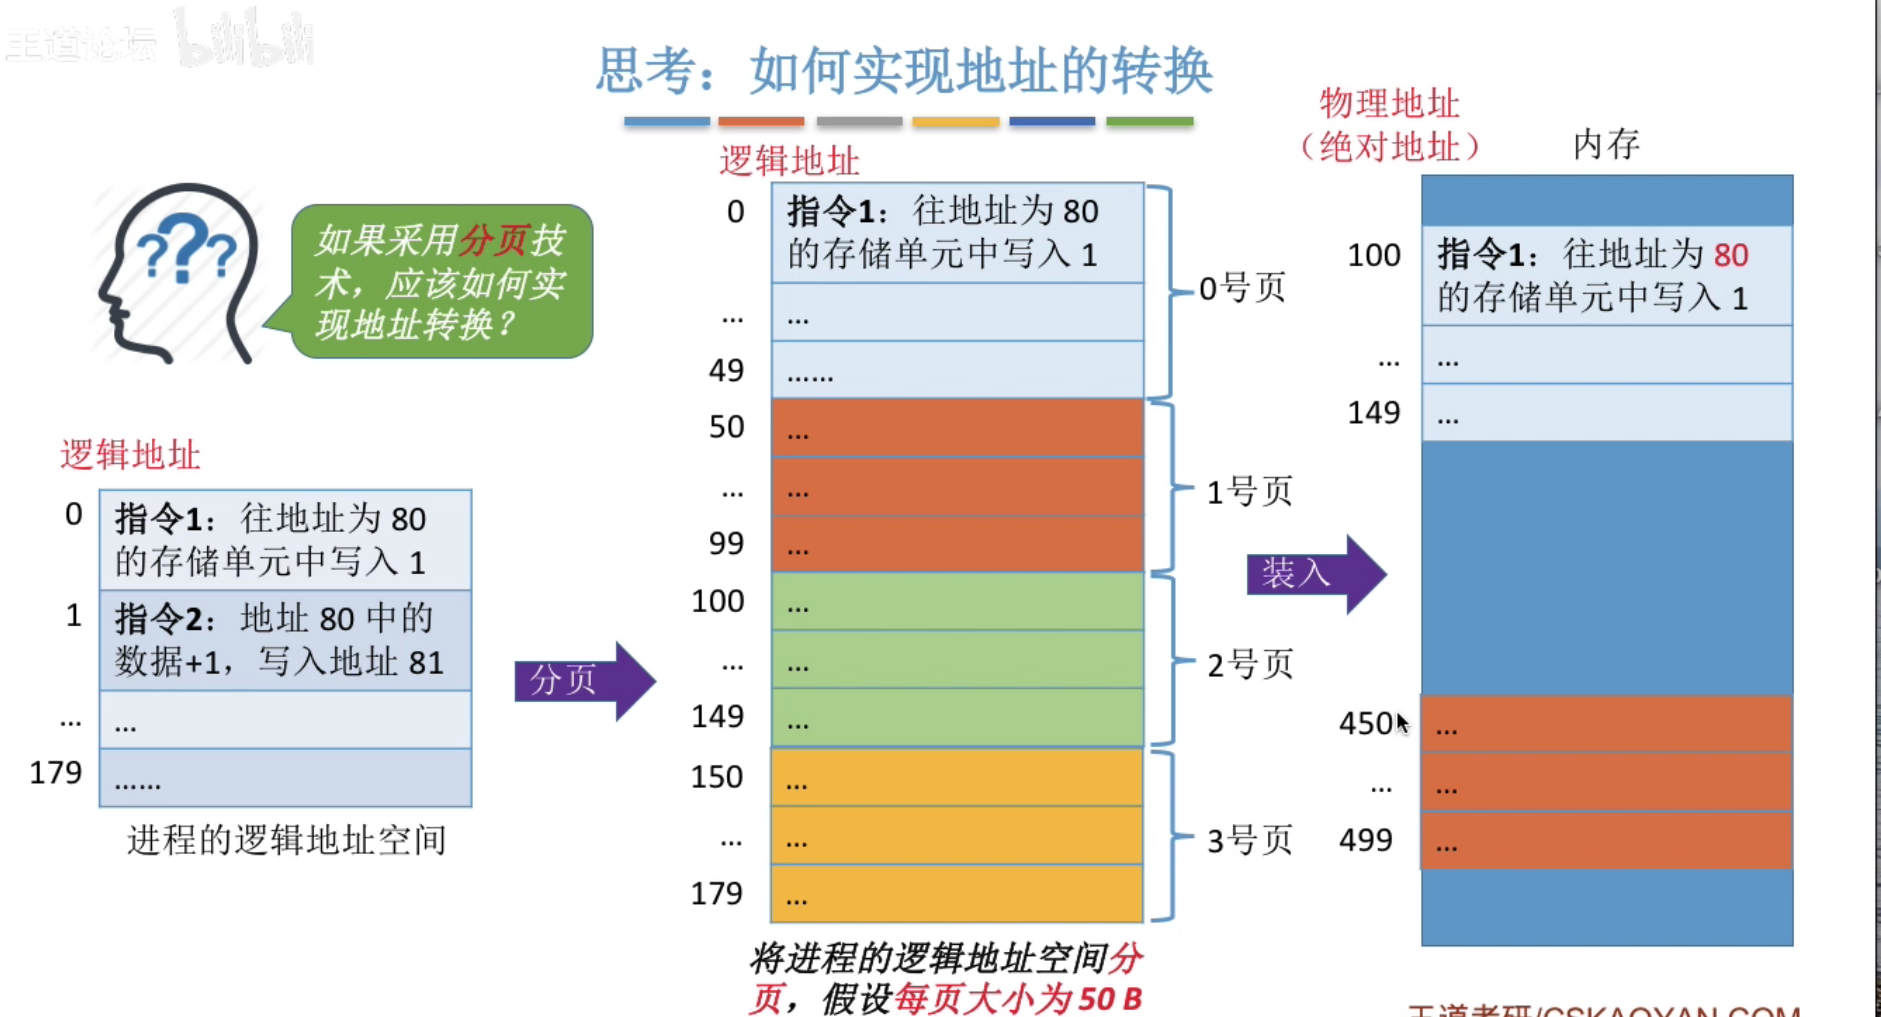 王道论坛 bilibili
思考：如何实现地址的转换
如果采用分页技
术，应该如何实
现地址转换？
逻辑地址
0
指令1：往地址为 80
的存储单元中写入 1
1
指令2：地址 80 中的
数据+1，写入地址 81
...
...
179
......
进程的逻辑地址空间
分页
逻辑地址
0
指令1：往地址为 80
的存储单元中写入 1
...
...
49
......
0号页
50
...
...
...
99
...
1号页
100
...
...
...
149
...
2号页
150
...
...
...
179
...
3号页
将进程的逻辑地址空间分
页，假设每页大小为 50 B
装入
物理地址
（绝对地址）
内存
100
指令1：往地址为 80
的存储单元中写入 1
...
...
149
...
450
...
...
...
499
...
王道考研/CSKAOYAN.COM